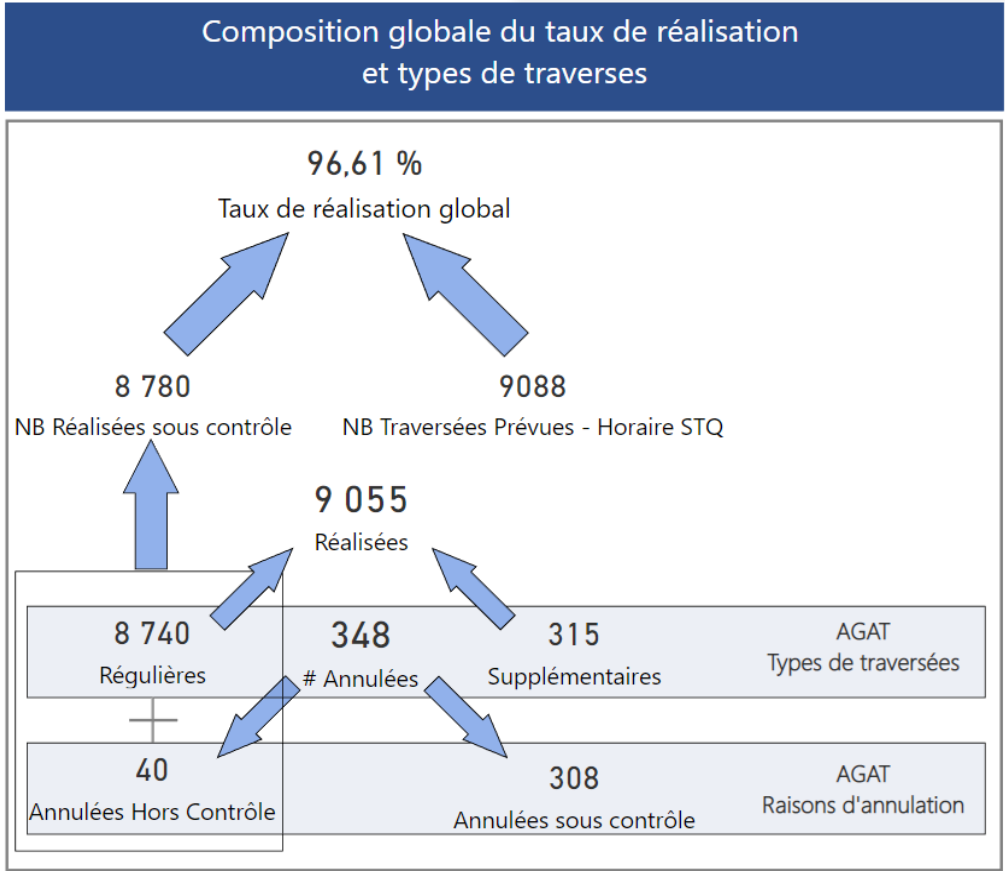 Composition globale du taux de réalisation
et types de traverses
96,61 %
Taux de réalisation global
8 780
NB Réalisées sous contrôle
9088
NB Traversées Prévues - Horaire STQ
9 055
Réalisées
8 740
Régulières
348
# Annulées
315
Supplémentaires
AGAT
Types de traversées
40
Annulées Hors Contrôle
308
Annulées sous contrôle
AGAT
Raisons d'annulation